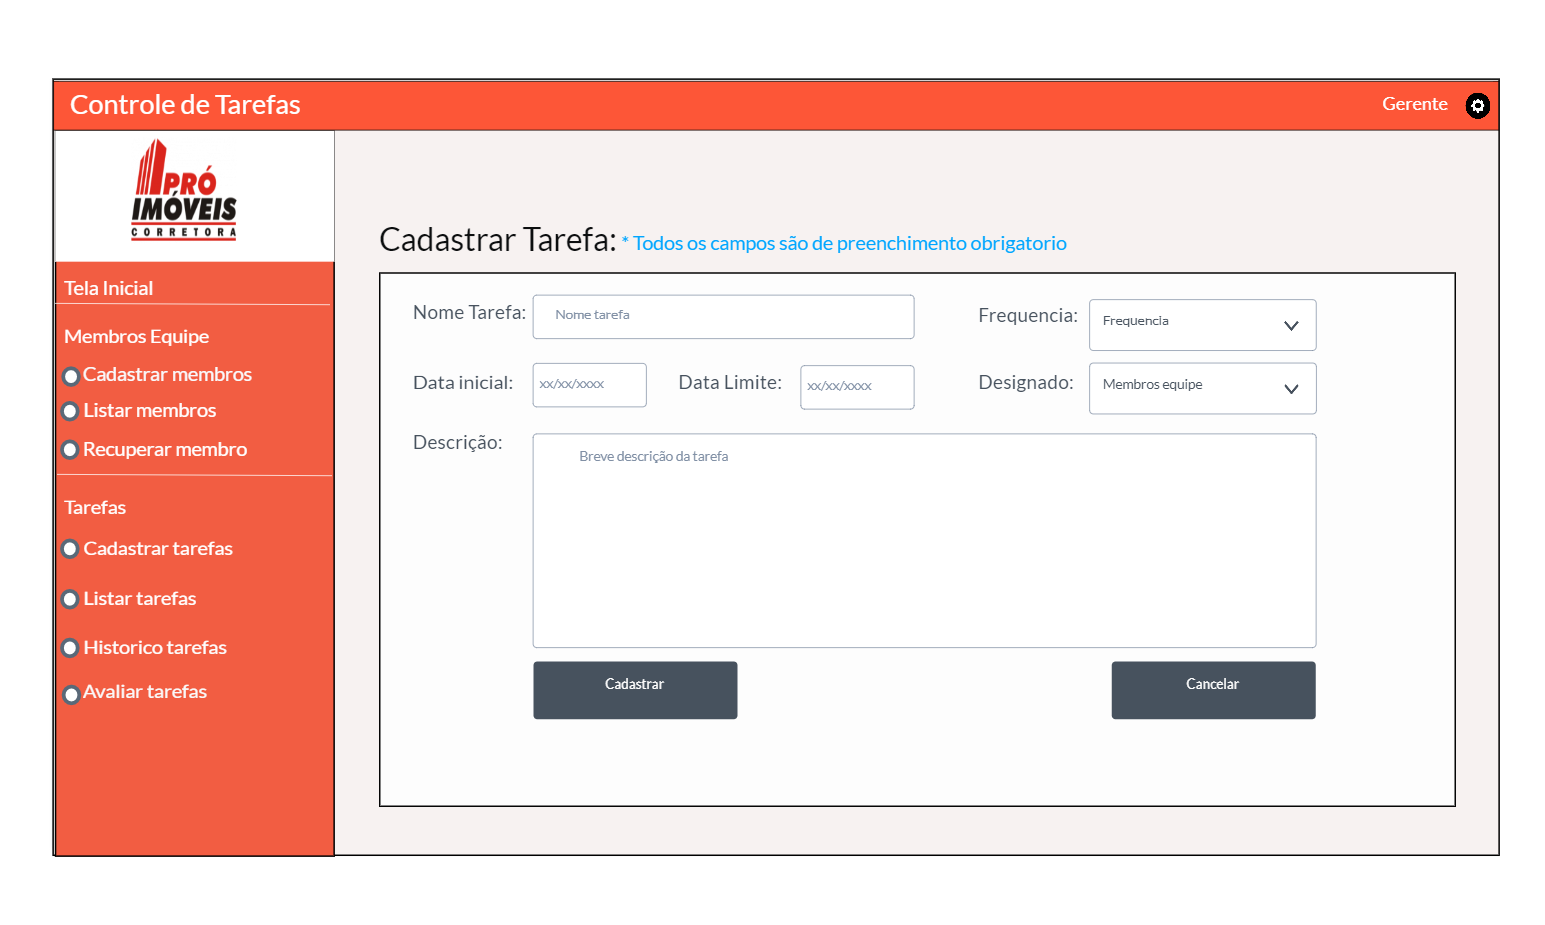 Controle de Tarefas
Gerente
PRÓ
IMÓVEIS
CORRETORA
Tela Inicial
Membros Equipe
Cadastrar membros
Listar membros
Recuperar membro
Tarefas
Cadastrar tarefas
Listar tarefas
Historico tarefas
Avaliar tarefas
Cadastrar Tarefa: * Todos os campos são de preenchimento obrigatorio
Nome Tarefa: Nome tarefa
Frequencia: Frequencia
Data inicial: xx/xx/xxxx
Data Limite: xx/xx/xxxx
Designado: Membros equipe
Descrição: Breve descrição da tarefa
Cadastrar
Cancelar